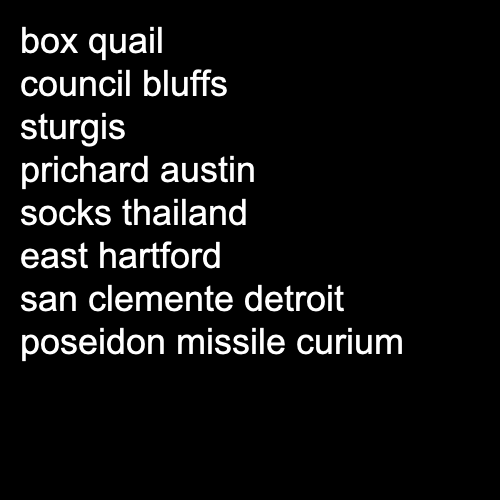 box quail
council bluffs
sturgis
prichard austin
socks thailand
east hartford
san clemente detroit
poseidon missile curium